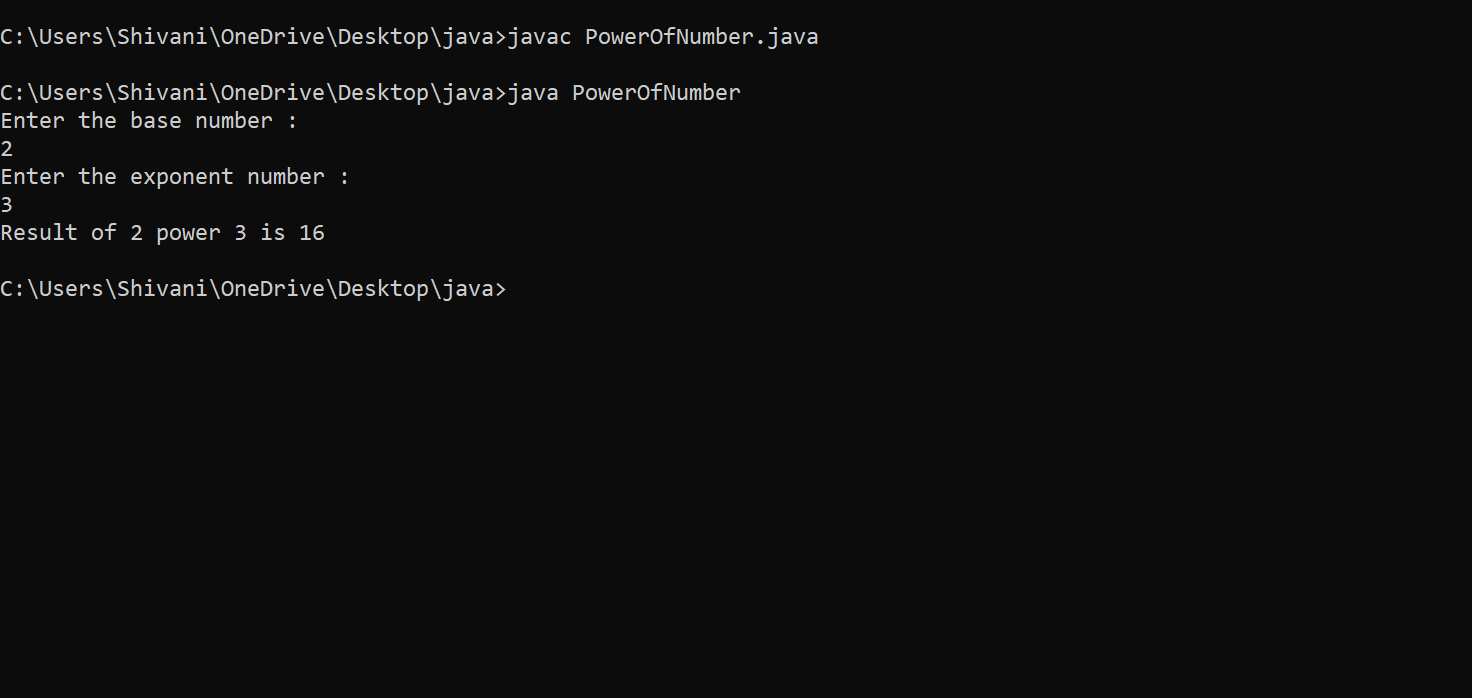 C:\Users\Shivani\OneDrive\Desktop\java>javac PowerOfNumber.java
C:\Users\Shivani\OneDrive\Desktop\java>java PowerOfNumber
Enter the base number :
2
Enter the exponent number :
3
Result of 2 power 3 is 16
C:\Users\Shivani\OneDrive\Desktop\java>